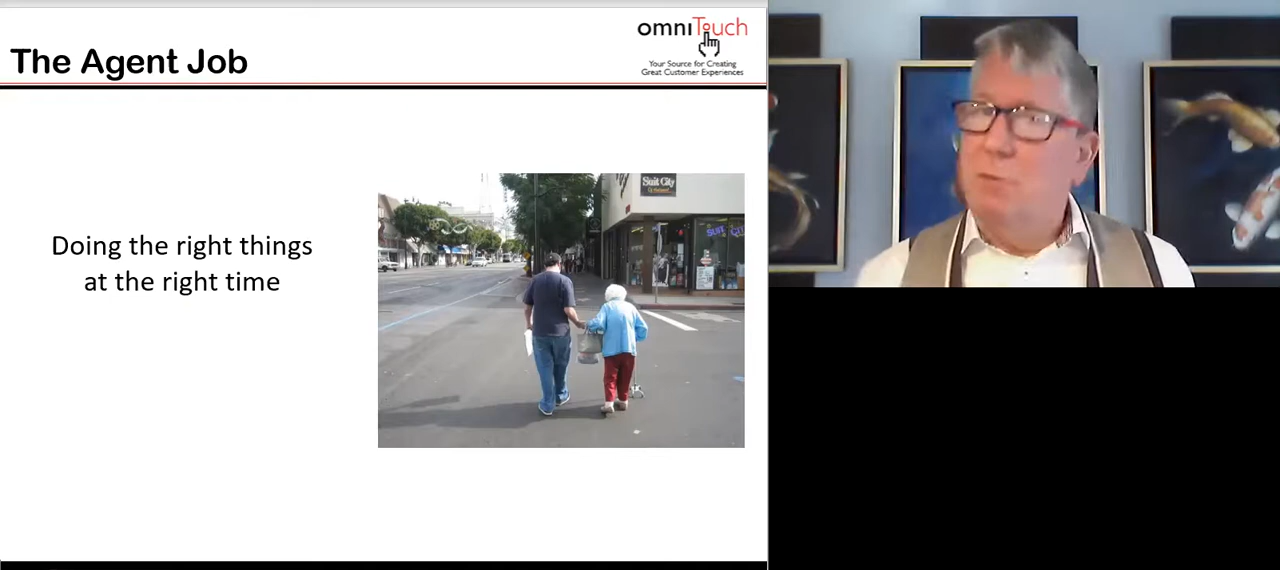 The Agent Job
omniTouch
Your Source for Creating
Great Customer Experiences
Doing the right things
at the right time
Suit City